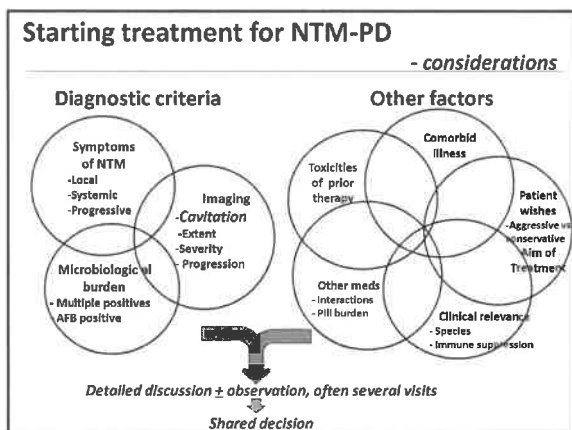 Starting treatment for NTM-PD
- considerations
Diagnostic criteria
Symptoms
of NTM
-Local
-Systemic
-Progressive
Imaging
-Cavitation
-Extent
-Severity
- Progression
Microbiological
burden
- Multiple positives
- AFB positive
Other factors
Comorbid
illness
Toxicities
of prior
therapy
Patient
wishes
- Aggressive vs
conservative
Aim of
Treatment
Other meds
- Interactions
- Pill burden
Clinical relevance
- Species
- Immune suppression
Detailed discussion ± observation, often several visits
Shared decision